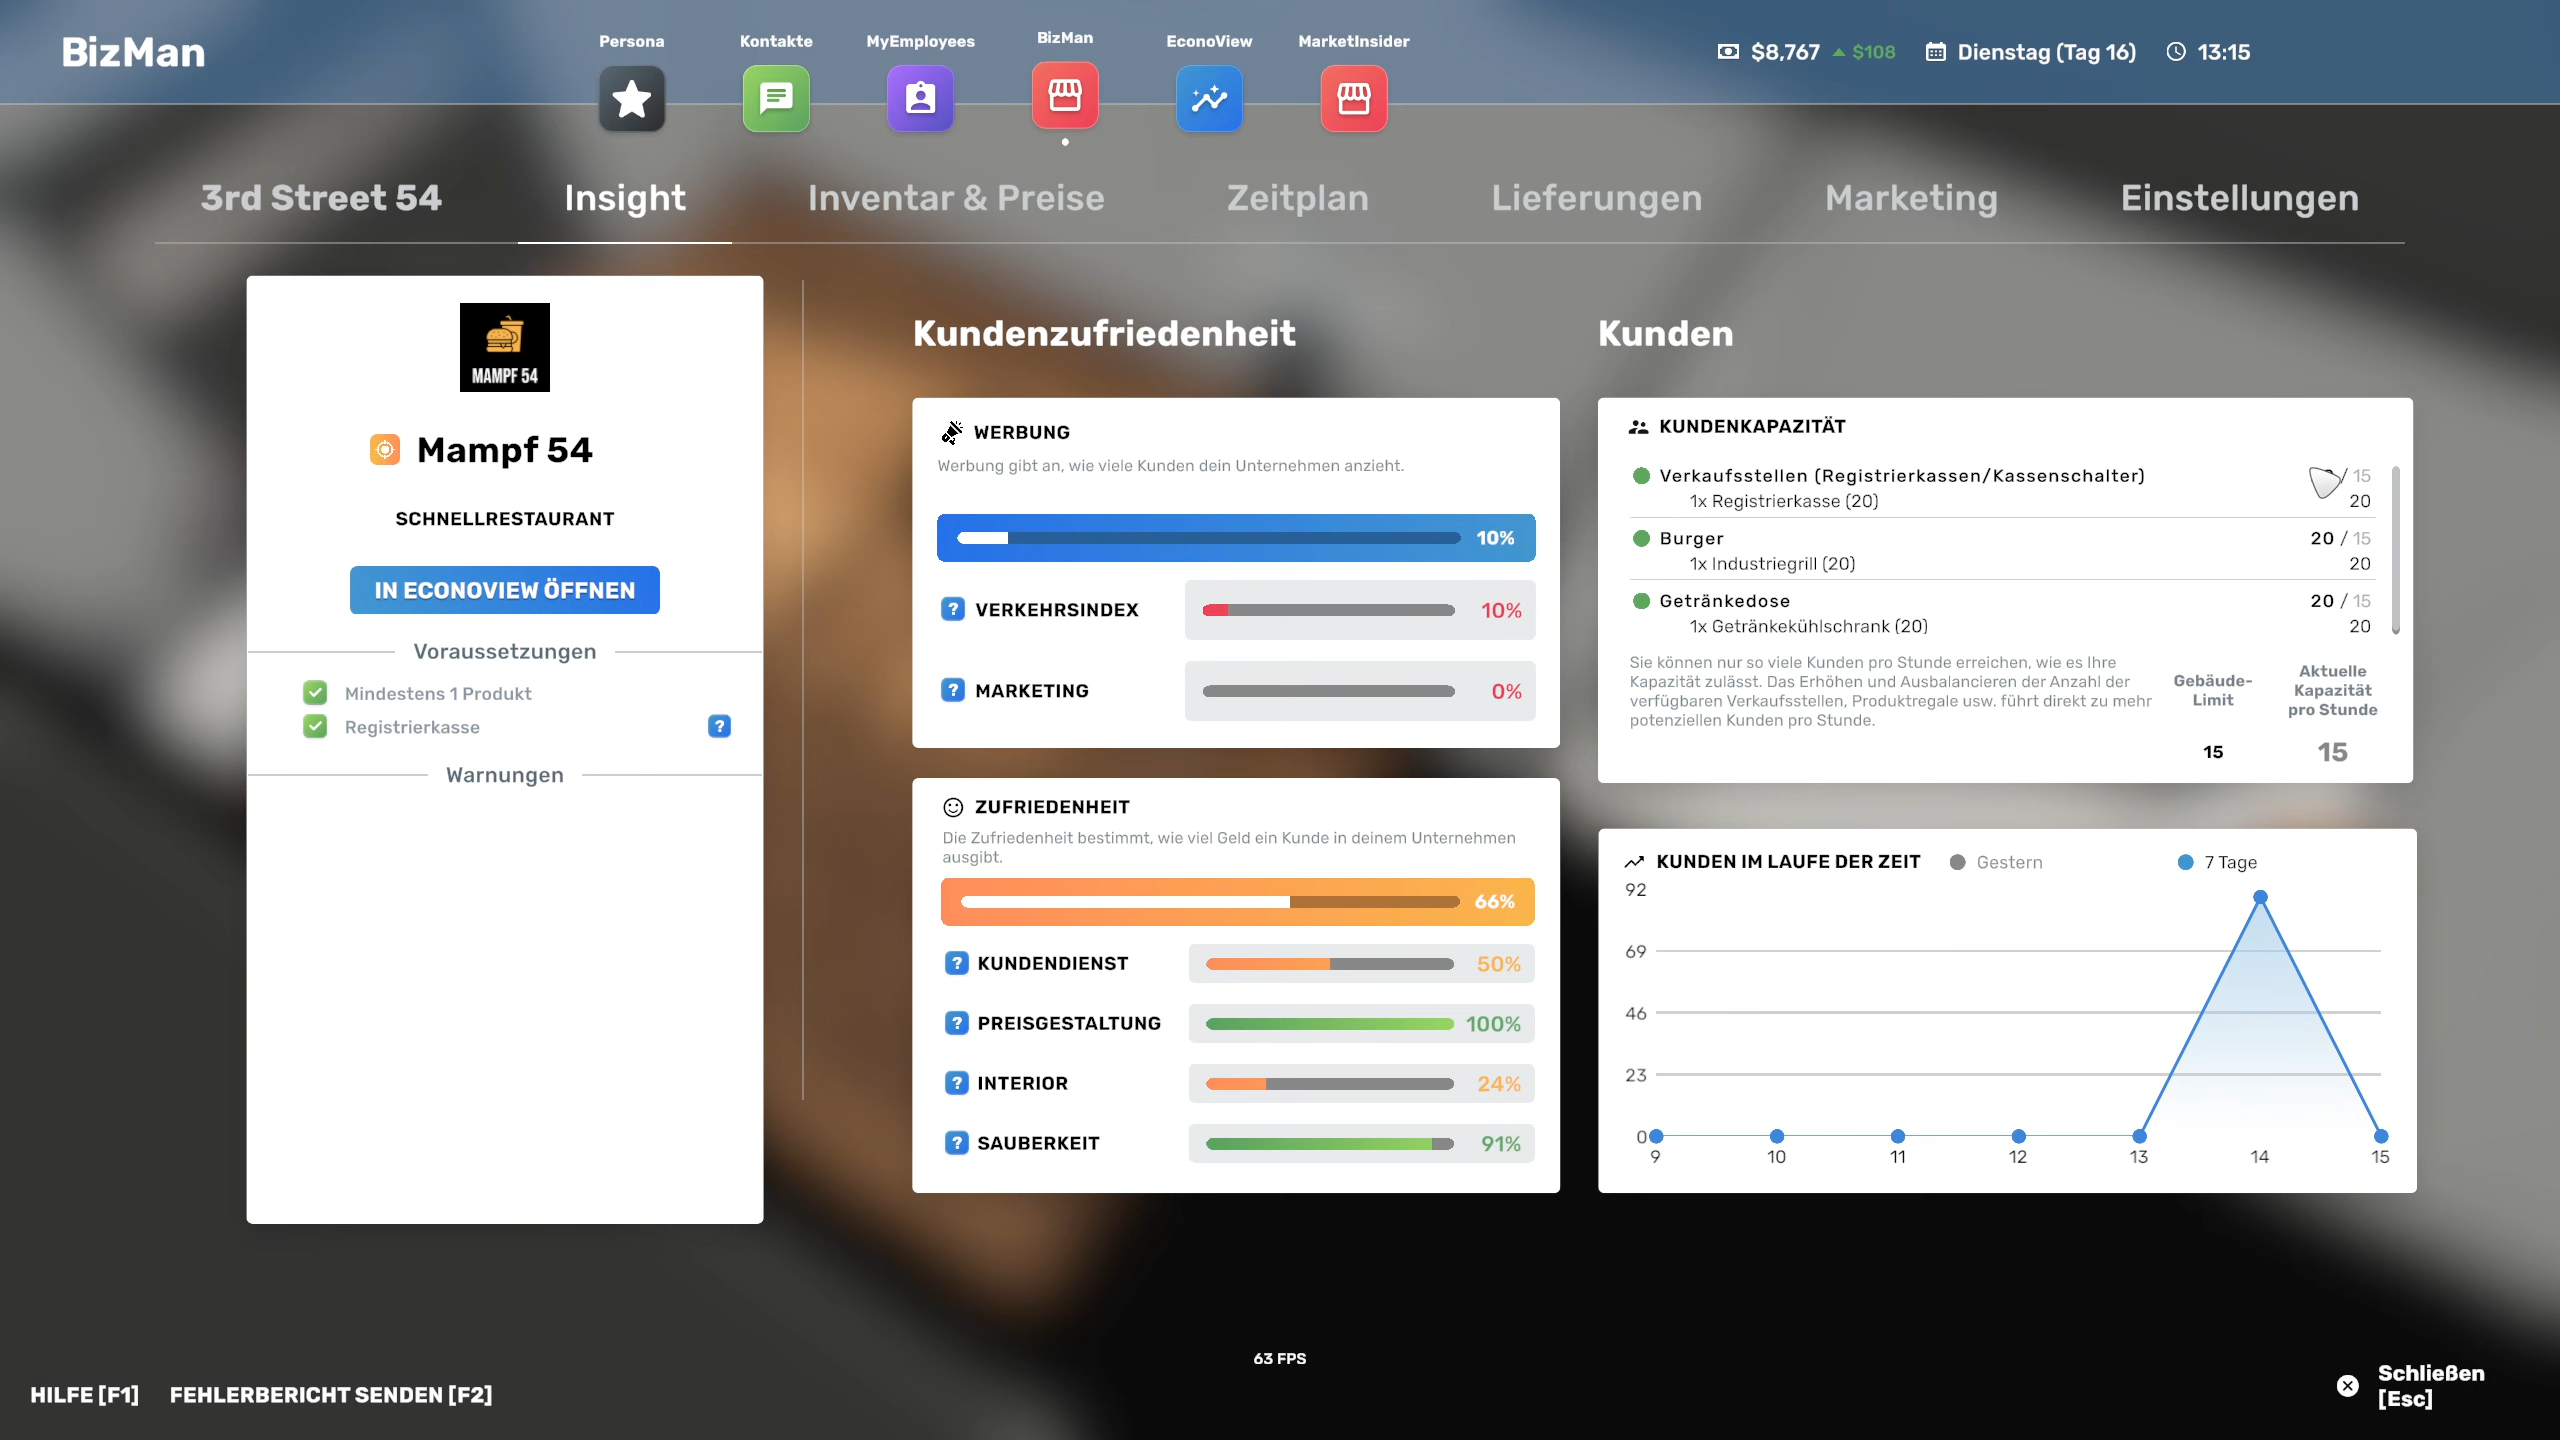 BizMan
Persona
Kontakte
MyEmployees
BizMan
EconoView
MarketInsider
$8,767
$108
Dienstag (Tag 16)
13:15
3rd Street 54
Insight
Inventar & Preise
Zeitplan
Lieferungen
Marketing
Einstellungen
MAMPF 54
Mampf 54
SCHNELLRESTAURANT
IN ECONOVIEW ÖFFNEN
Voraussetzungen
Mindestens 1 Produkt
Registrierkasse
?
Warnungen
Kundenzufriedenheit
WERBUNG
Werbung gibt an, wie viele Kunden dein Unternehmen anzieht.
10%
? VERKEHRSINDEX 10%
? MARKETING 0%
ZUFRIEDENHEIT
Die Zufriedenheit bestimmt, wie viel Geld ein Kunde in deinem Unternehmen
ausgibt.
66%
? KUNDENDIENST 50%
? PREISGESTALTUNG 100%
? INTERIOR 24%
? SAUBERKEIT 91%
Kunden
KUNDENKAPAZITÄT
Verkaufsstellen (Registrierkassen/Kassenschalter) / 15
1x Registrierkasse (20) 20
Burger 20 / 15
1x Industriegrill (20) 20
Getränkedose 20 / 15
1x Getränkekühlschrank (20) 20
Sie können nur so viele Kunden pro Stunde erreichen, wie es Ihre
Kapazität zulässt. Das Erhöhen und Ausbalancieren der Anzahl der
verfügbaren Verkaufsstellen, Produktregale usw. führt direkt zu mehr
potenziellen Kunden pro Stunde.
Gebäude-
Limit
15
Aktuelle
Kapazität
pro Stunde
15
KUNDEN IM LAUFE DER ZEIT
Gestern
7 Tage
92
69
46
23
0
9 10 11 12 13 14 15
63 FPS
HILFE [F1]
FEHLERBERICHT SENDEN [F2]
Schließen
[Esc]